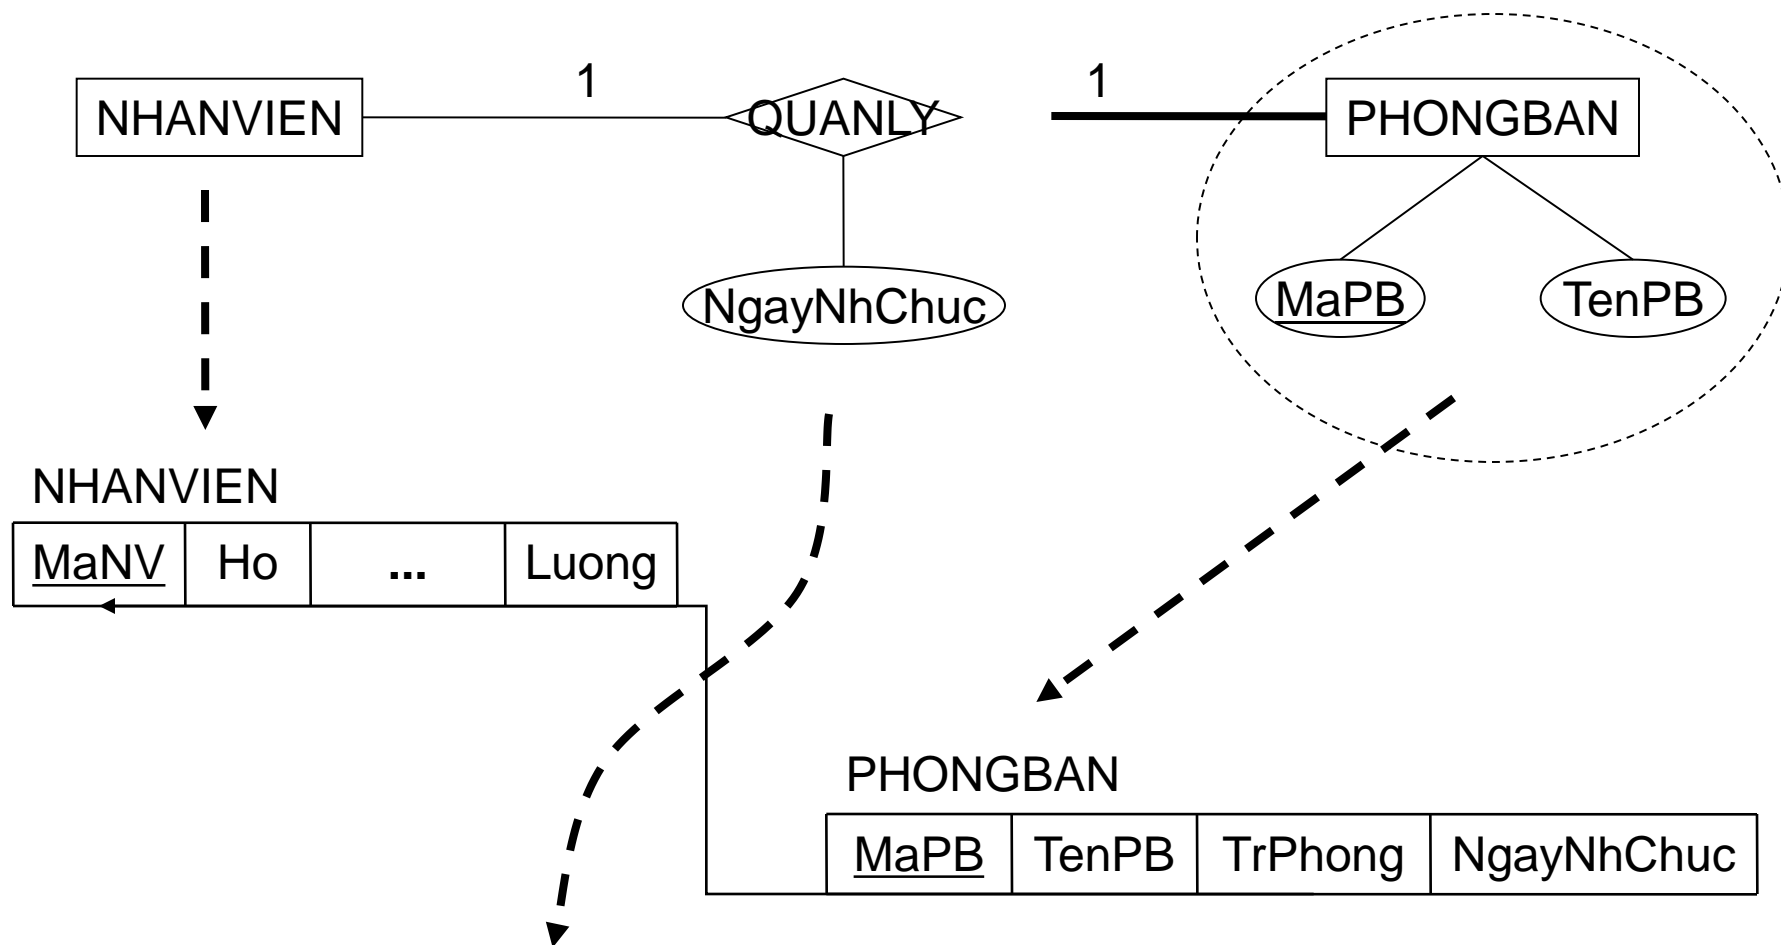 1 1
NHANVIEN QUANLY PHONGBAN
NgayNhChuc MaPB TenPB
NHANVIEN
MaNV Ho ... Luong
PHONGBAN
MaPB TenPB TrPhong NgayNhChuc